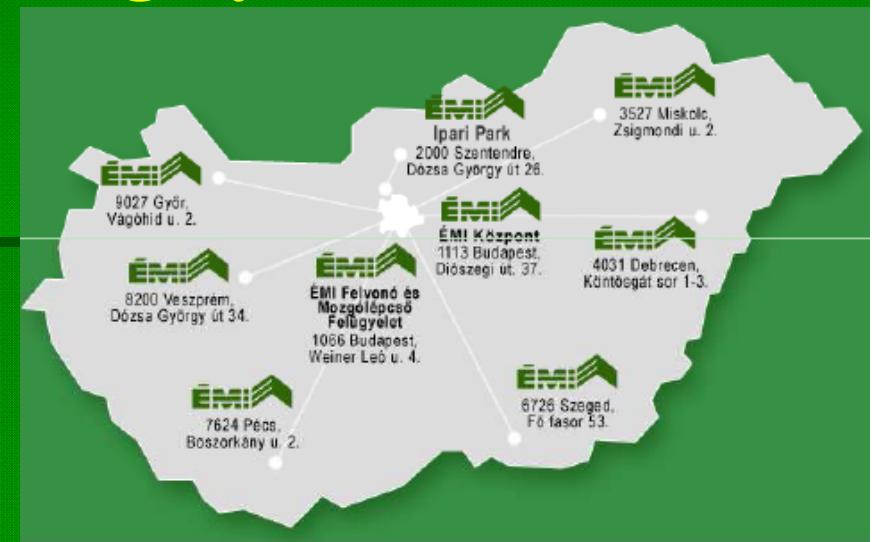 ÉMI
Ipari Park
2000 Szentendre,
Dózsa György út 26.
ÉMI
3527 Miskolc,
Zsigmondi u. 2.
ÉMI
9027 Győr,
Vágóhid u. 2.
ÉMI
ÉMI Központ
1113 Budapest,
Diószegi út. 37.
ÉMI
4031 Debrecen,
Köntösgát sor 1-3.
ÉMI
8200 Veszprém,
Dózsa György út 34.
ÉMI
ÉMI Felvonó és
Mozgólépcső
Felügyelet
1066 Budapest,
Weiner Leó u. 4.
ÉMI
7624 Pécs,
Boszorkány u. 2.
ÉMI
6726 Szeged,
Fő fasor 53.